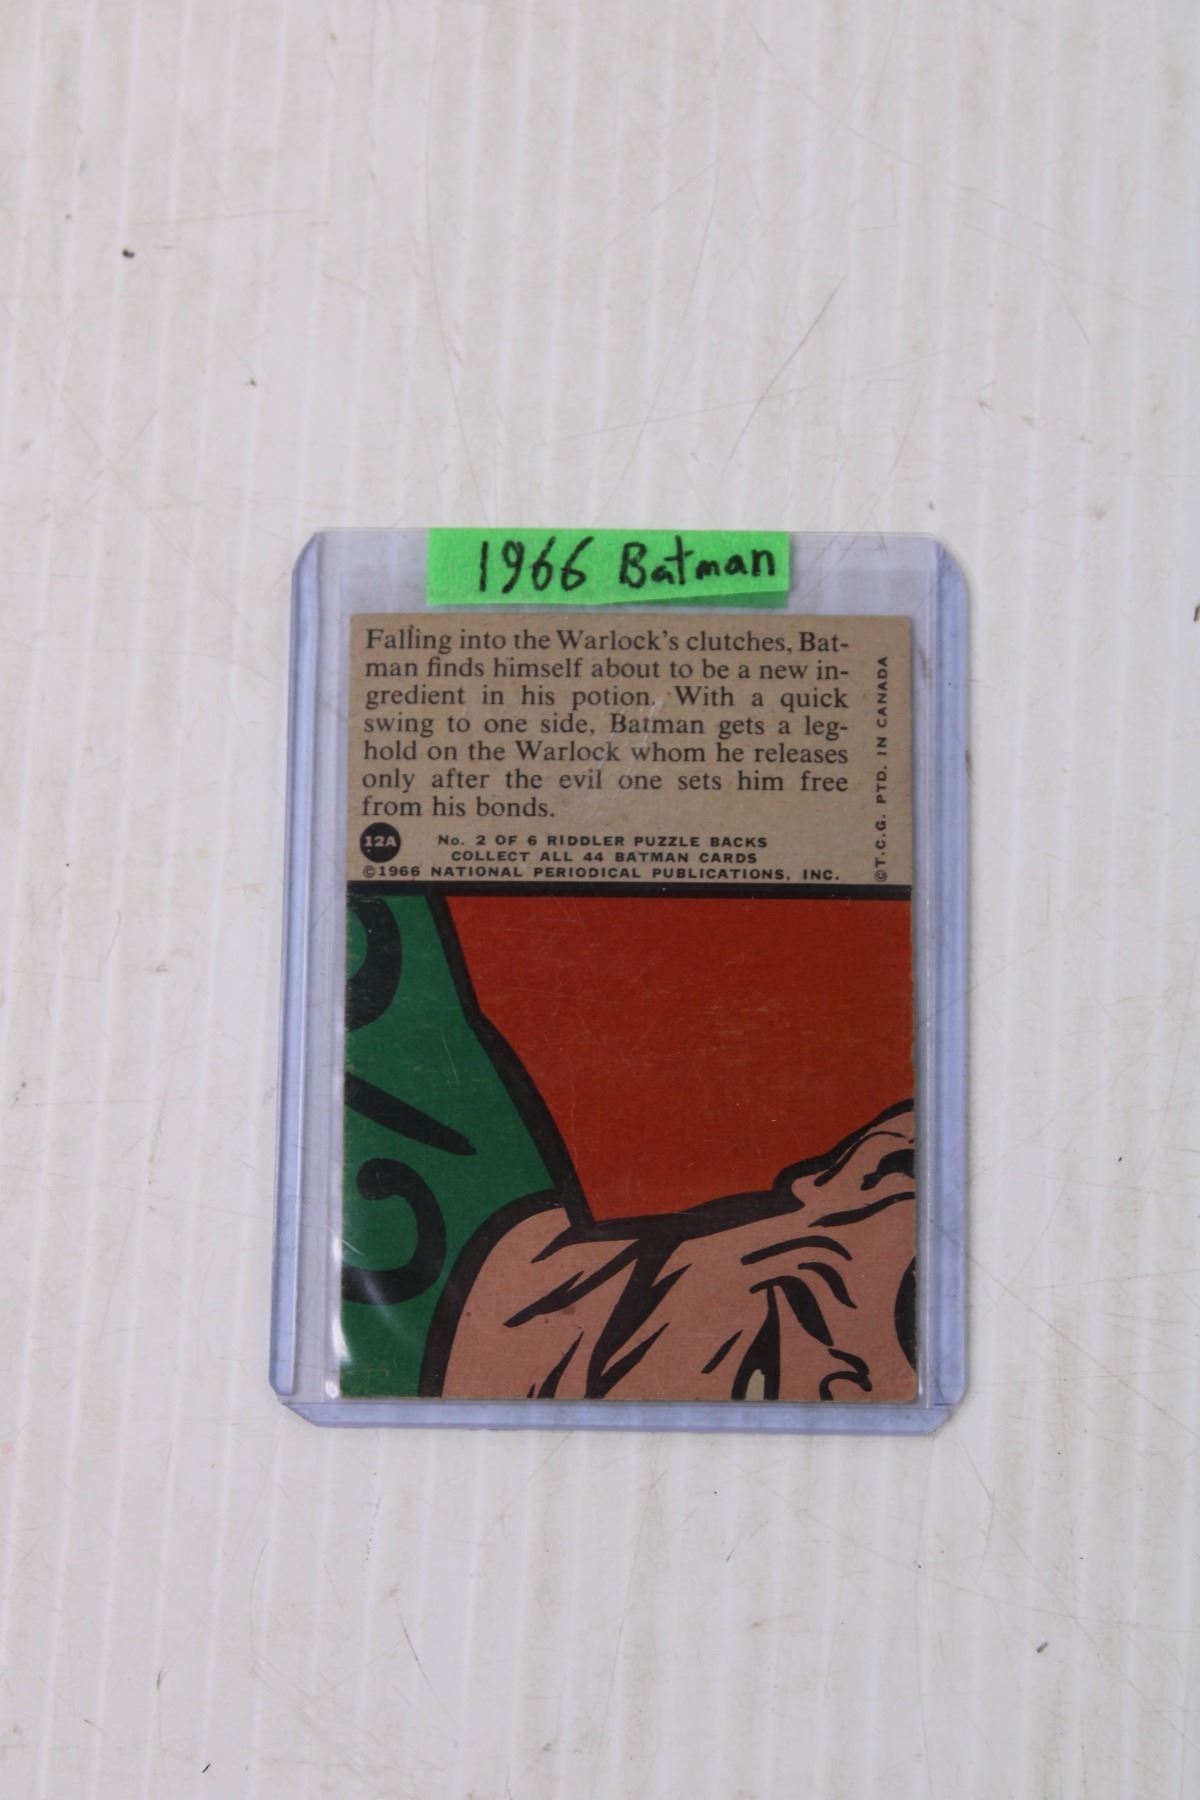 1966 Batman
Falling into the Warlock's clutches, Bat-
man finds himself about to be a new in-
gredient in his potion. With a quick
swing to one side, Batman gets a leg-
hold on the Warlock whom he releases
only after the evil one sets him free
from his bonds.
12A
No. 2 OF 6 RIDDLER PUZZLE BACKS
COLLECT ALL 44 BATMAN CARDS
©1966 NATIONAL PERIODICAL PUBLICATIONS, INC.
©T.C.G. PTD. IN CANADA